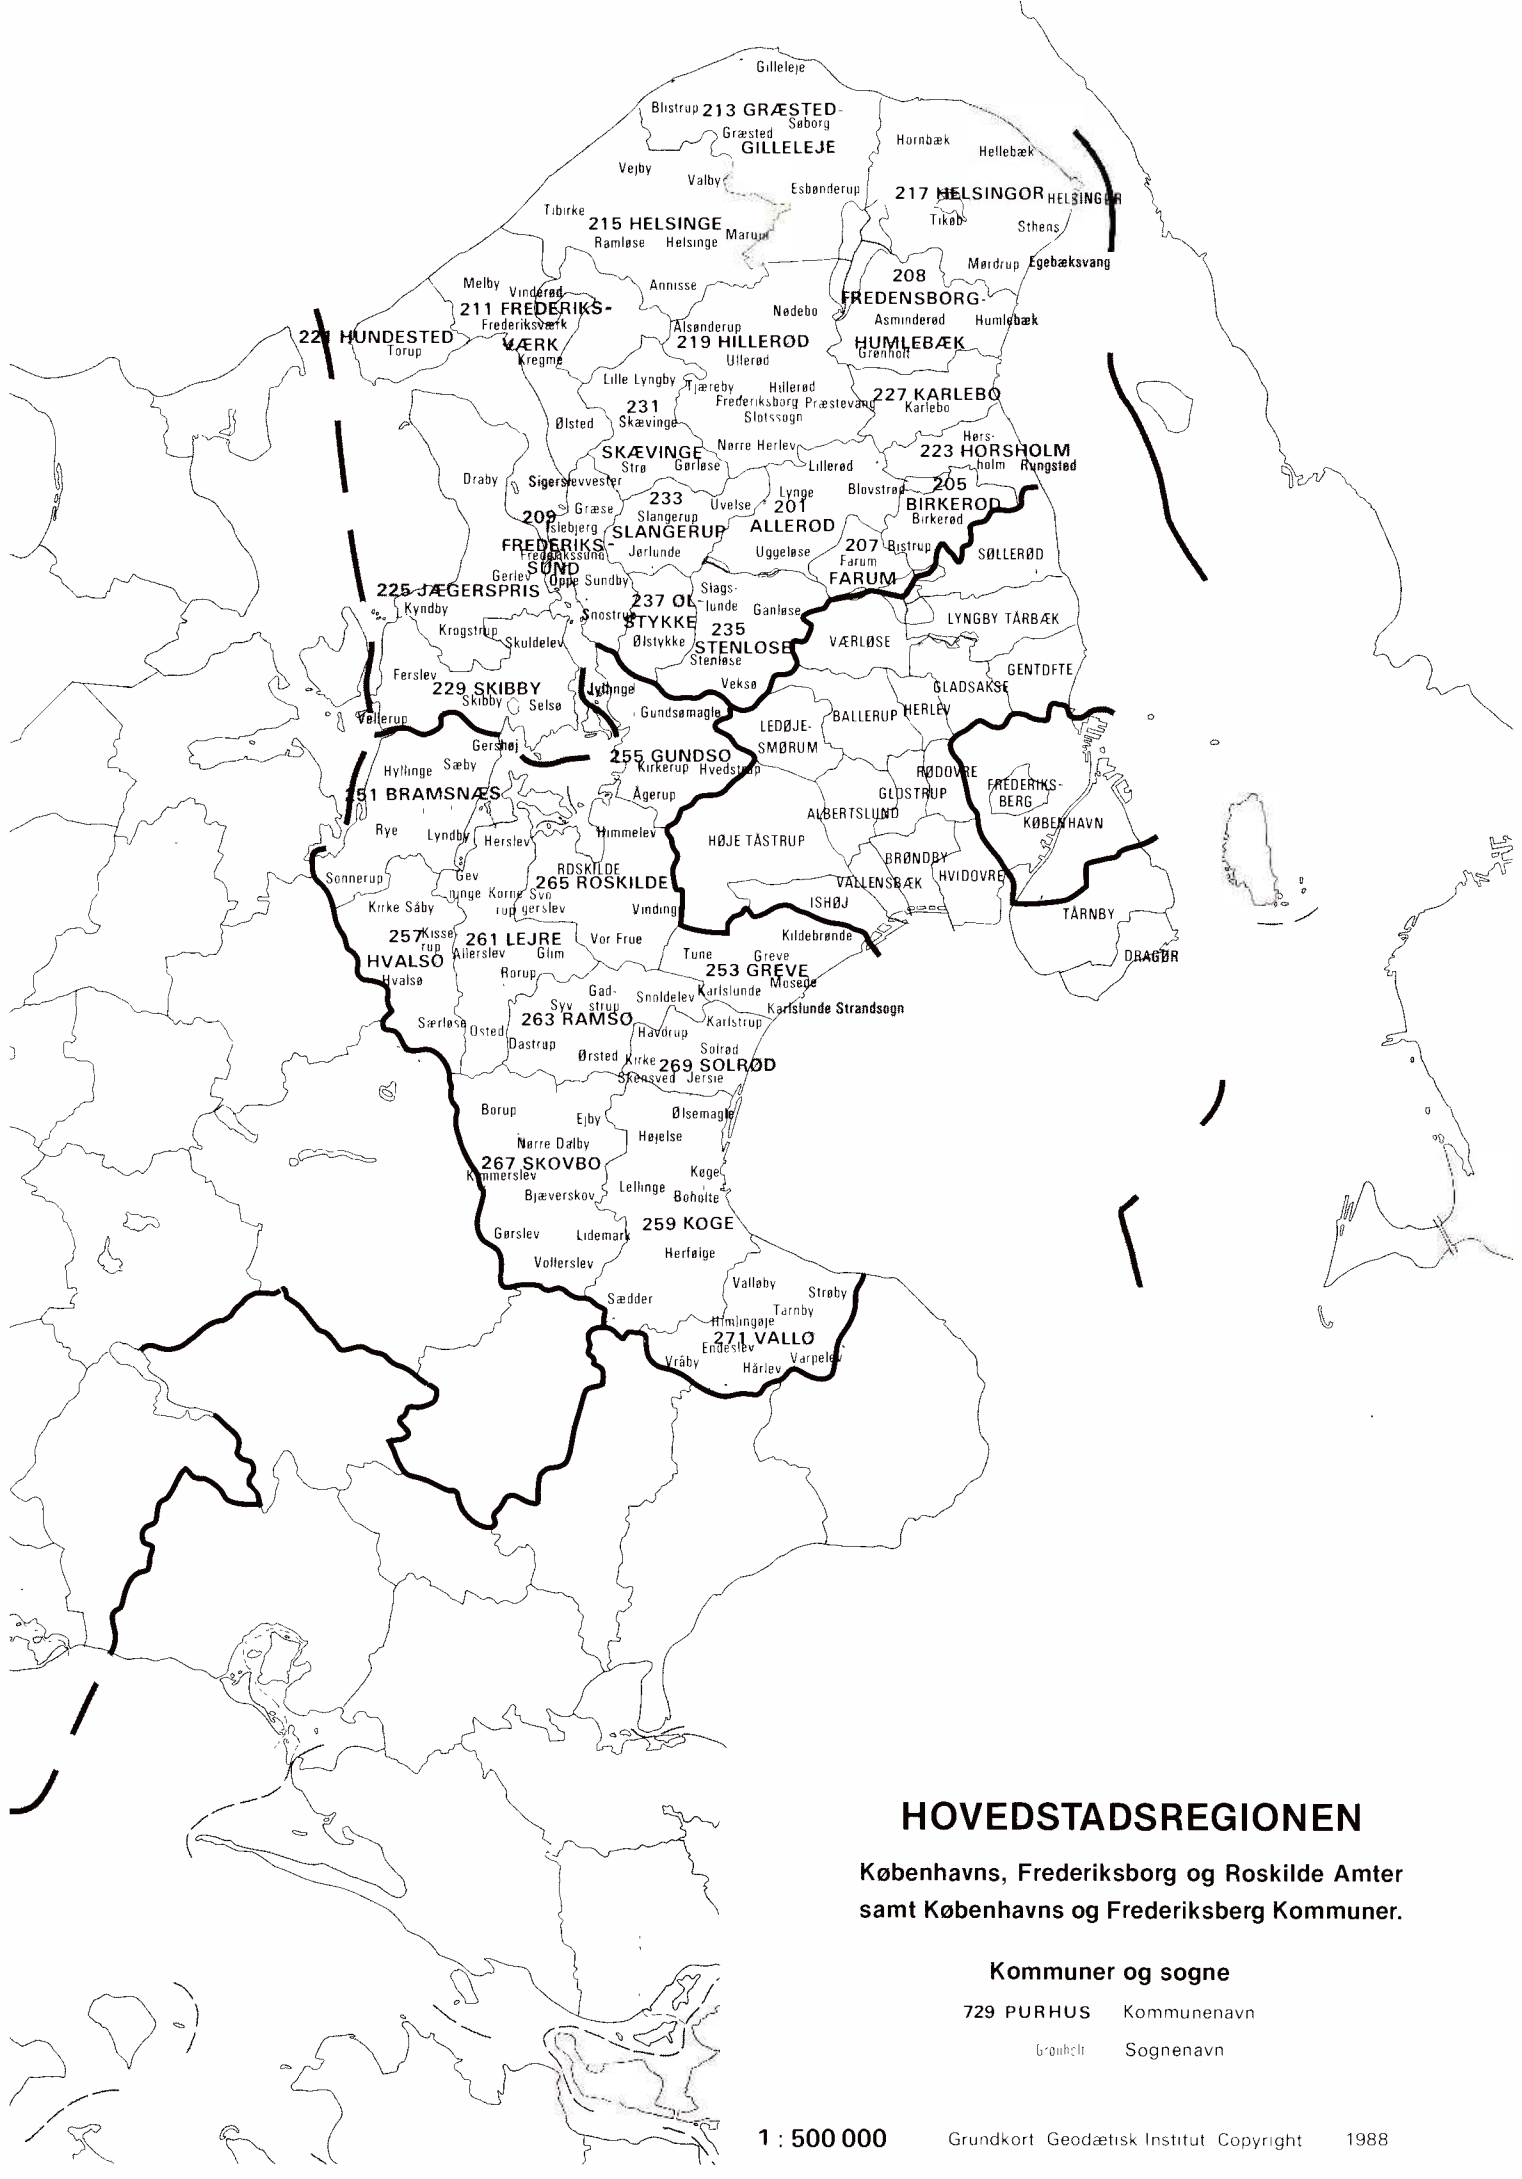 Gilleleje
Blistrup 213 GRÆSTED-
Søborg
Græsted
GILLELEJE
Hornbæk
Hellebæk
Vejby
Valby
Esbønderup
217 HELSINGØR HELSINGØR
Tibirke
215 HELSINGE
Tikøb
Sthens
Ramløse Helsinge Marum
Mørdrup Egebæksvang
208
Melby
Vinderød
Annisse
FREDENSBORG-
211 FREDERIKS-
Nødebo
Asminderød Humlebæk
Frederiksværk
Alsønderup
221 HUNDESTED
VÆRK
219 HILLERØD
HUMLEBÆK
Torup
Kregme
Ullerød
Grønholt
Lille Lyngby
Tjæreby
Hillerød
227 KARLEBO
231
Frederiksborg Præstevang
Karlebo
Ølsted
Skævinge
Slotssogn
Hørs-
SKÆVINGE
Nørre Herlev
223 HØRSHOLM
Strø Gørløse
Lillerød
holm Rungsted
Draby
Sigerslevvester
233
Lynge
Blovstrød
205
Græse
Uvelse
201
BIRKERØD
209
Slangerup
Birkerød
Islebjerg
SLANGERUP
ALLERØD
FREDERIKS-
Jørlunde
Uggeløse
207
Bistrup
SØLLERØD
Frederikssund
Farum
SUND
Gerlev
Oppe Sundby
FARUM
225 JÆGERSPRIS
237 ØL-
Slags-
lunde
Ganløse
Kyndby
Snostrup
STYKKE
LYNGBY TÅRBÆK
Krogstrup
Skuldelev
235
Ølstykke
STENLØSE
VÆRLØSE
Stenløse
Ferslev
GENTOFTE
229 SKIBBY
Jyllinge
Veksø
GLADSAKSE
Skibby
Selsø
Vellerup
Gundsømagle
LEDØJE-
BALLERUP
HERLEV
SMØRUM
Gershøj
255 GUNDSØ
Hyllinge
Sæby
Kirkerup Hvedstrup
RØDOVRE
FREDERIKS-
251 BRAMSNÆS
Ågerup
GLOSTRUP
BERG
ALBERTSLUND
KØBENHAVN
Rye
Lyndby
Herslev
Himmelev
HØJE TÅSTRUP
BRØNDBY
ROSKILDE
Sonnerup
Gev
265 ROSKILDE
VALLENSBÆK
HVIDOVRE
ninge Korne Svo
Kirke Såby
rup gerslev
Vinding
ISHØJ
TÅRNBY
257
Kisse
rup
261 LEJRE
Vor Frue
Kildebrønde
HVALSØ
Allerslev
Glim
Tune
Greve
DRAGØR
Hvalsø
Rorup
253 GREVE
Gad-
Mosede
Syv strup
Snoldelev
Karlslunde
Karlslunde Strandsogn
Særløse
Osted
263 RAMSØ
Havdrup
Karlstrup
Dastrup
Ørsted
Kirke
Solrød
269 SOLRØD
Skensved Jersie
Borup
Ejby
Ølsemagle
Nørre Dalby
Højelse
267 SKOVBO
Kimmerslev
Køge
Lellinge
Bjæverskov
Boholte
259 KØGE
Gørslev
Lidemark
Herfølge
Vollerslev
Valløby
Strøby
Sædder
Tårnby
Himlingøje
271 VALLØ
Endeslev
Vråby
Hårlev
Varpelev
HOVEDSTADSREGIONEN
Københavns, Frederiksborg og Roskilde Amter
samt Københavns og Frederiksberg Kommuner.
Kommuner og sogne
729 PURHUS Kommunenavn
Grønholt Sognenavn
1 : 500 000
Grundkort Geodætisk Institut Copyright 1988